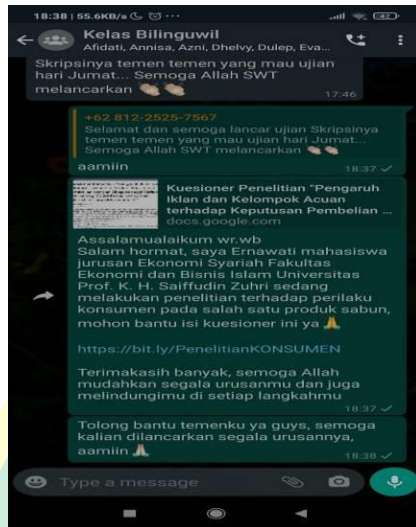 18:38 | 55.6KB/s
42
Kelas Bilinguwil
Afidati, Annisa, Azni, Dhelvy, Dulep, Eva...
Skripsinya temen temen yang mau ujian
hari Jumat... Semoga Allah SWT
melancarkan 👏🏻👏🏻
17:46
+62 812-2525-7567
Selamat dan semoga lancar ujian Skripsinya
temen temen yang mau ujian hari Jumat...
Semoga Allah SWT melancarkan 👏🏻👏🏻
aamiin
18:37
Kuesioner Penelitian "Pengaruh
Iklan dan Kelompok Acuan
terhadap Keputusan Pembelian ...
docs.google.com
Assalamualaikum wr.wb
Salam hormat, saya Ernawati mahasiswa
jurusan Ekonomi Syariah Fakultas
Ekonomi dan Bisnis Islam Universitas
Prof. K. H. Saiffudin Zuhri sedang
melakukan penelitian terhadap perilaku
konsumen pada salah satu produk sabun,
mohon bantu isi kuesioner ini ya 🙏
https://bit.ly/PenelitianKONSUMEN
Terimakasih banyak, semoga Allah
mudahkan segala urusanmu dan juga
melindungimu di setiap langkahmu
18:37
Tolong bantu temenku ya guys, semoga
kalian dilancarkan segala urusannya,
aamiin 🙏
18:38
Type a message